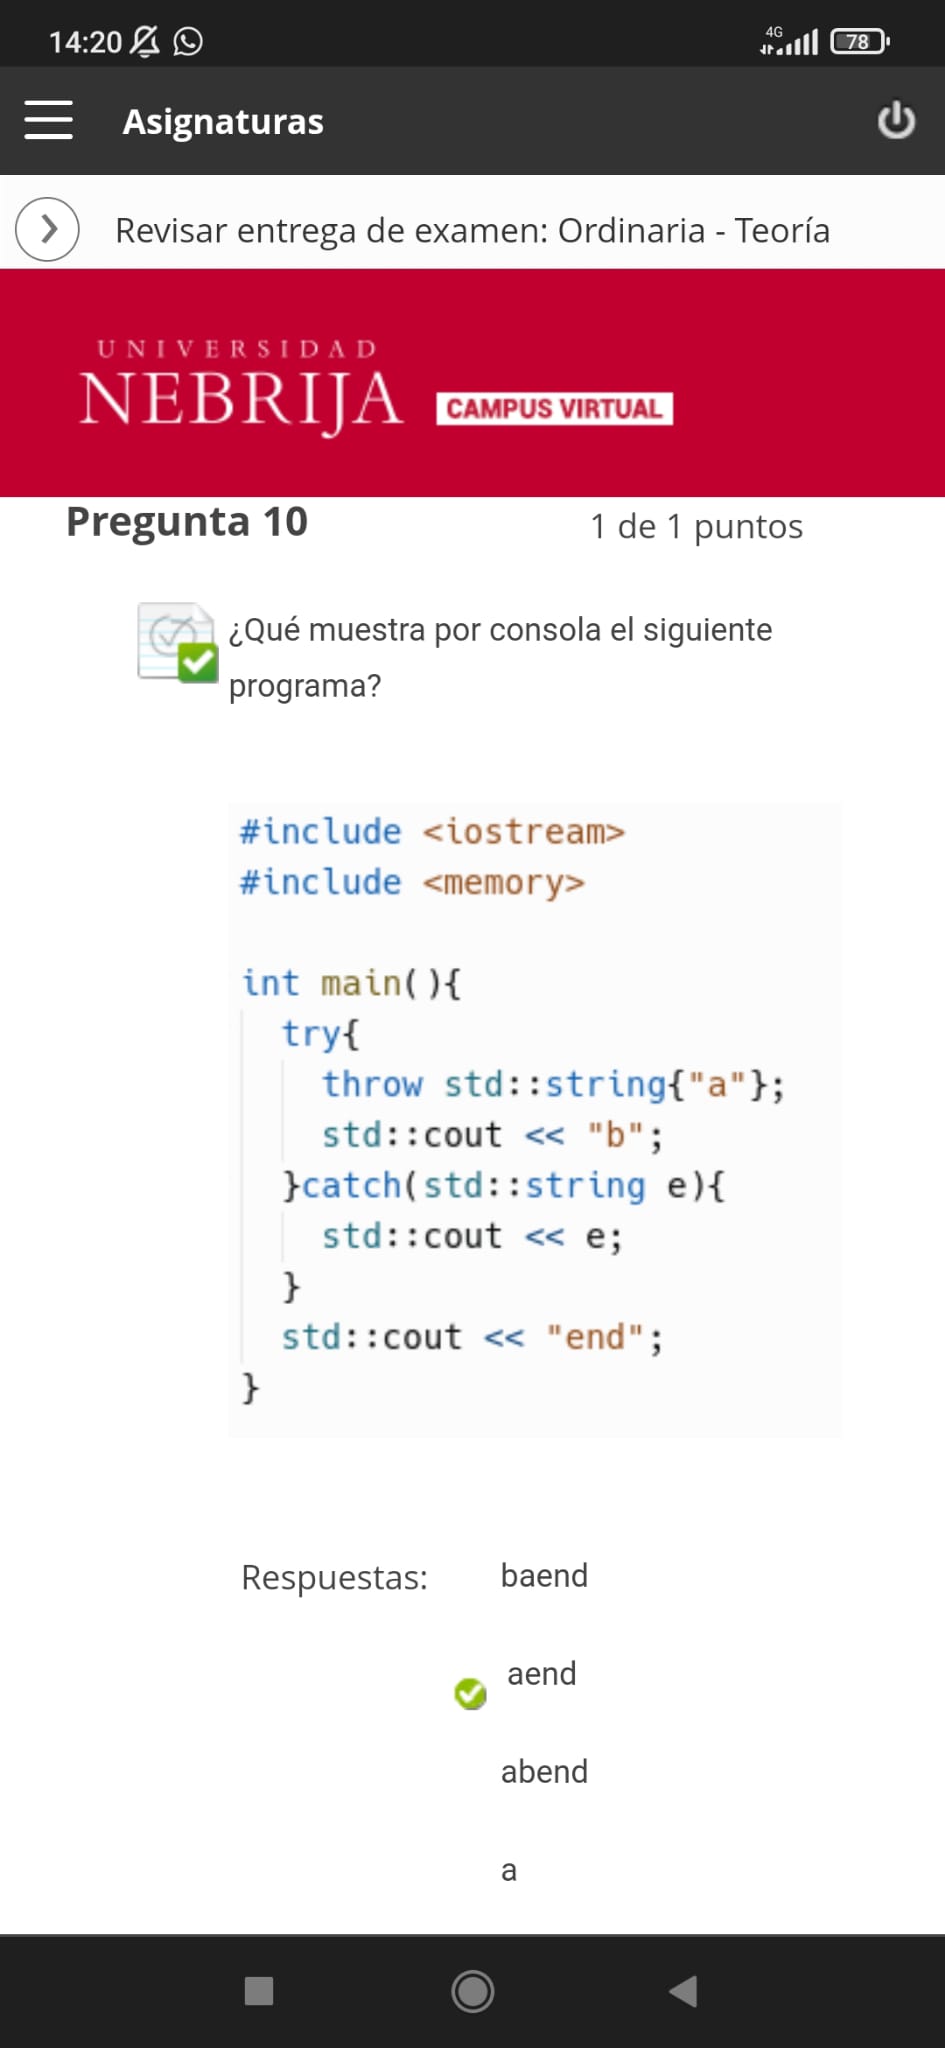 14:20
4G
78
Asignaturas
Revisar entrega de examen: Ordinaria - Teoría
UNIVERSIDAD
NEBRIJA
CAMPUS VIRTUAL
Pregunta 10
1 de 1 puntos
¿Qué muestra por consola el siguiente
programa?
#include <iostream>
#include <memory>
int main(){
try{
throw std::string{"a"};
std::cout << "b";
}catch(std::string e){
std::cout << e;
}
std::cout << "end";
}
Respuestas:
baend
aend
abend
a